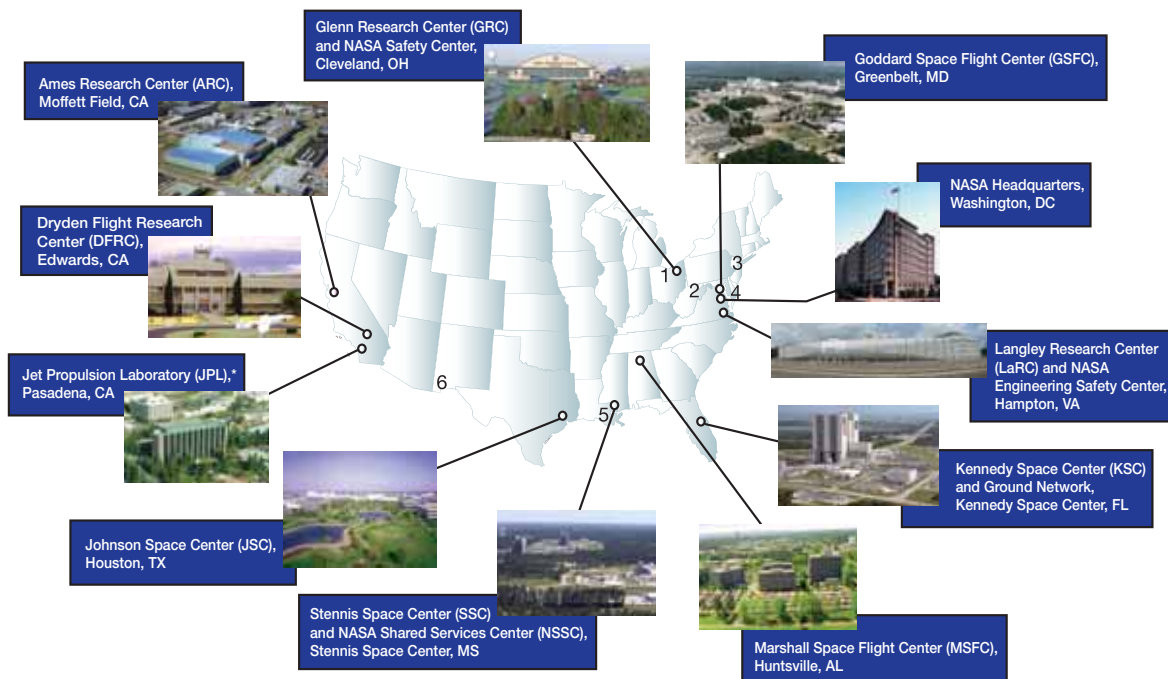 Glenn Research Center (GRC)
and NASA Safety Center,
Cleveland, OH
Goddard Space Flight Center (GSFC),
Greenbelt, MD
Ames Research Center (ARC),
Moffett Field, CA
NASA Headquarters,
Washington, DC
Dryden Flight Research
Center (DFRC),
Edwards, CA
1
2
3
4
Langley Research Center
(LaRC) and NASA
Engineering Safety Center,
Hampton, VA
Jet Propulsion Laboratory (JPL),*
Pasadena, CA
6
5
Kennedy Space Center (KSC)
and Ground Network,
Kennedy Space Center, FL
Johnson Space Center (JSC),
Houston, TX
Stennis Space Center (SSC)
and NASA Shared Services Center (NSSC),
Stennis Space Center, MS
Marshall Space Flight Center (MSFC),
Huntsville, AL